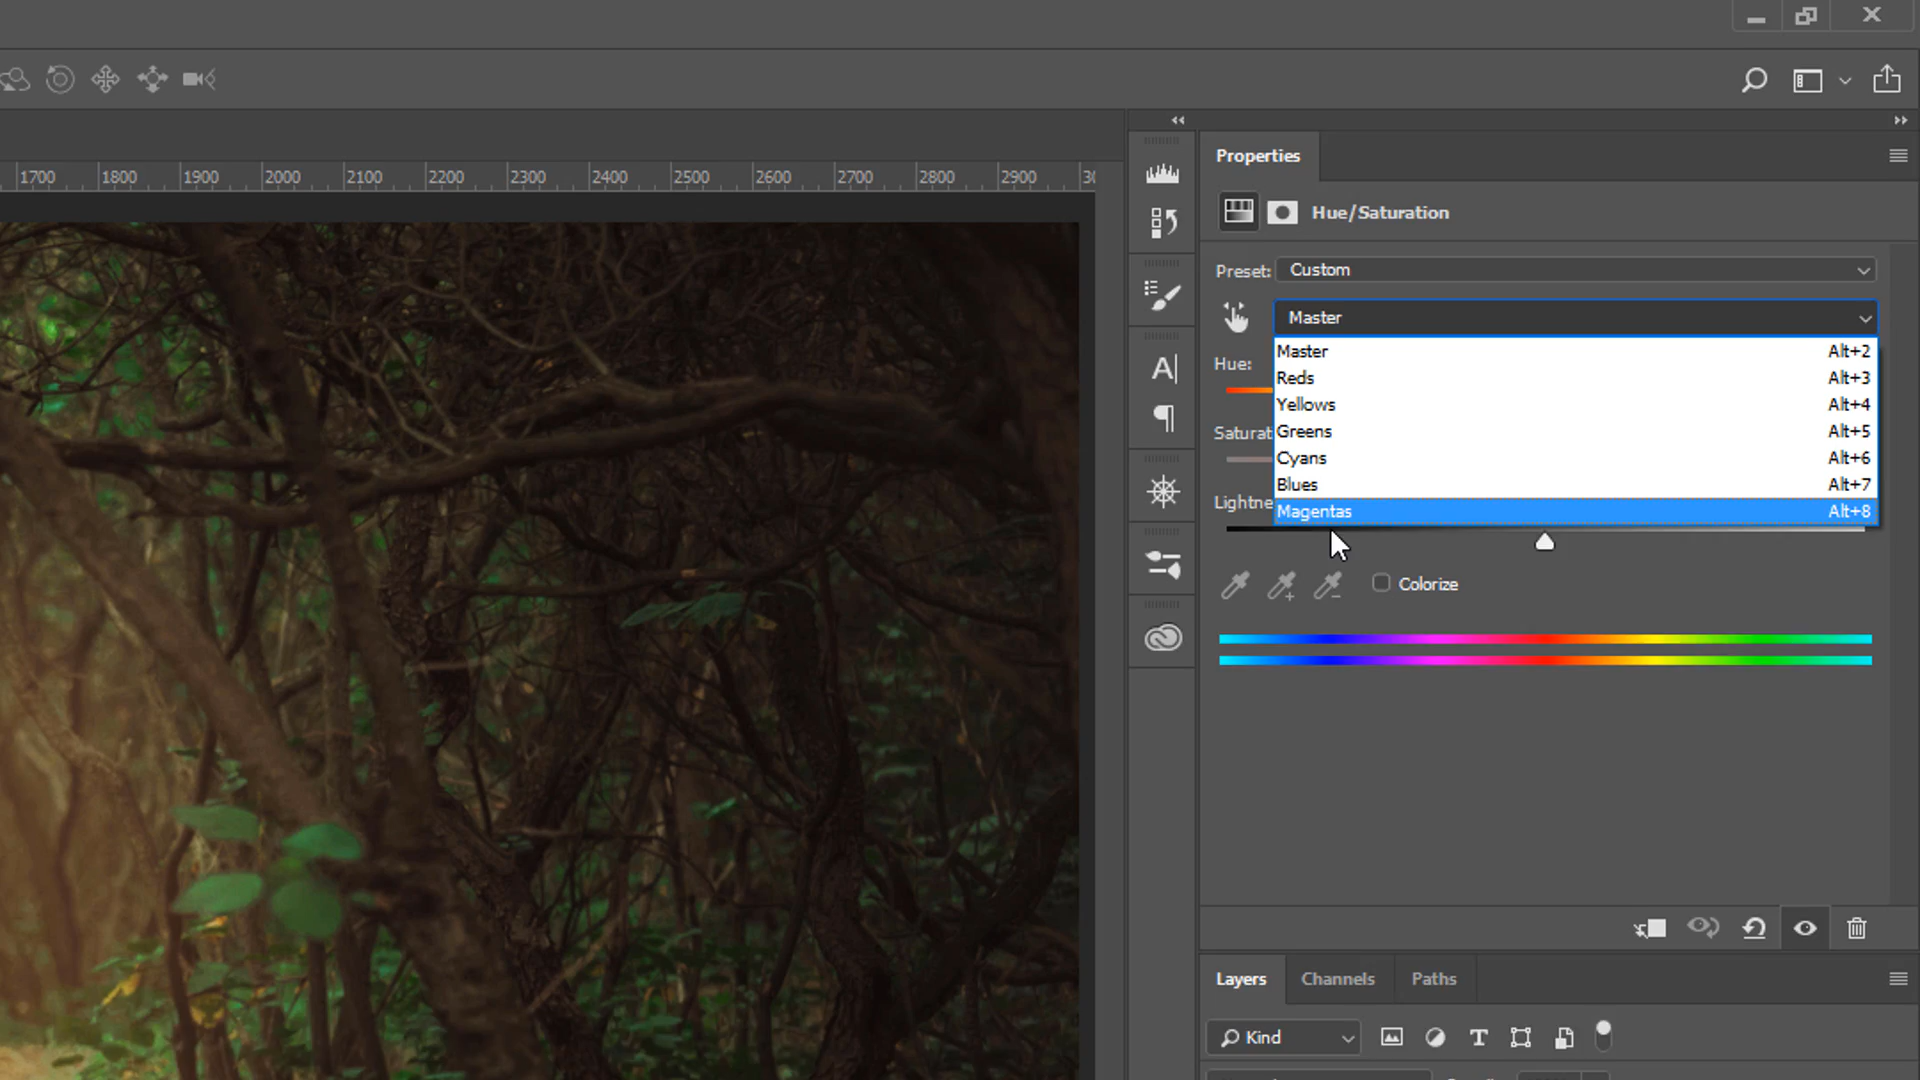 1700 1800 1900 2000 2100 2200 2300 2400 2500 2600 2700 2800 2900
Properties
Hue/Saturation
Preset: Custom
Master
Hue:
Master Alt+2
Reds Alt+3
Yellows Alt+4
Saturat
Greens Alt+5
Cyans Alt+6
Blues Alt+7
Lightne
Magentas Alt+8
Colorize
Layers Channels Paths
Kind